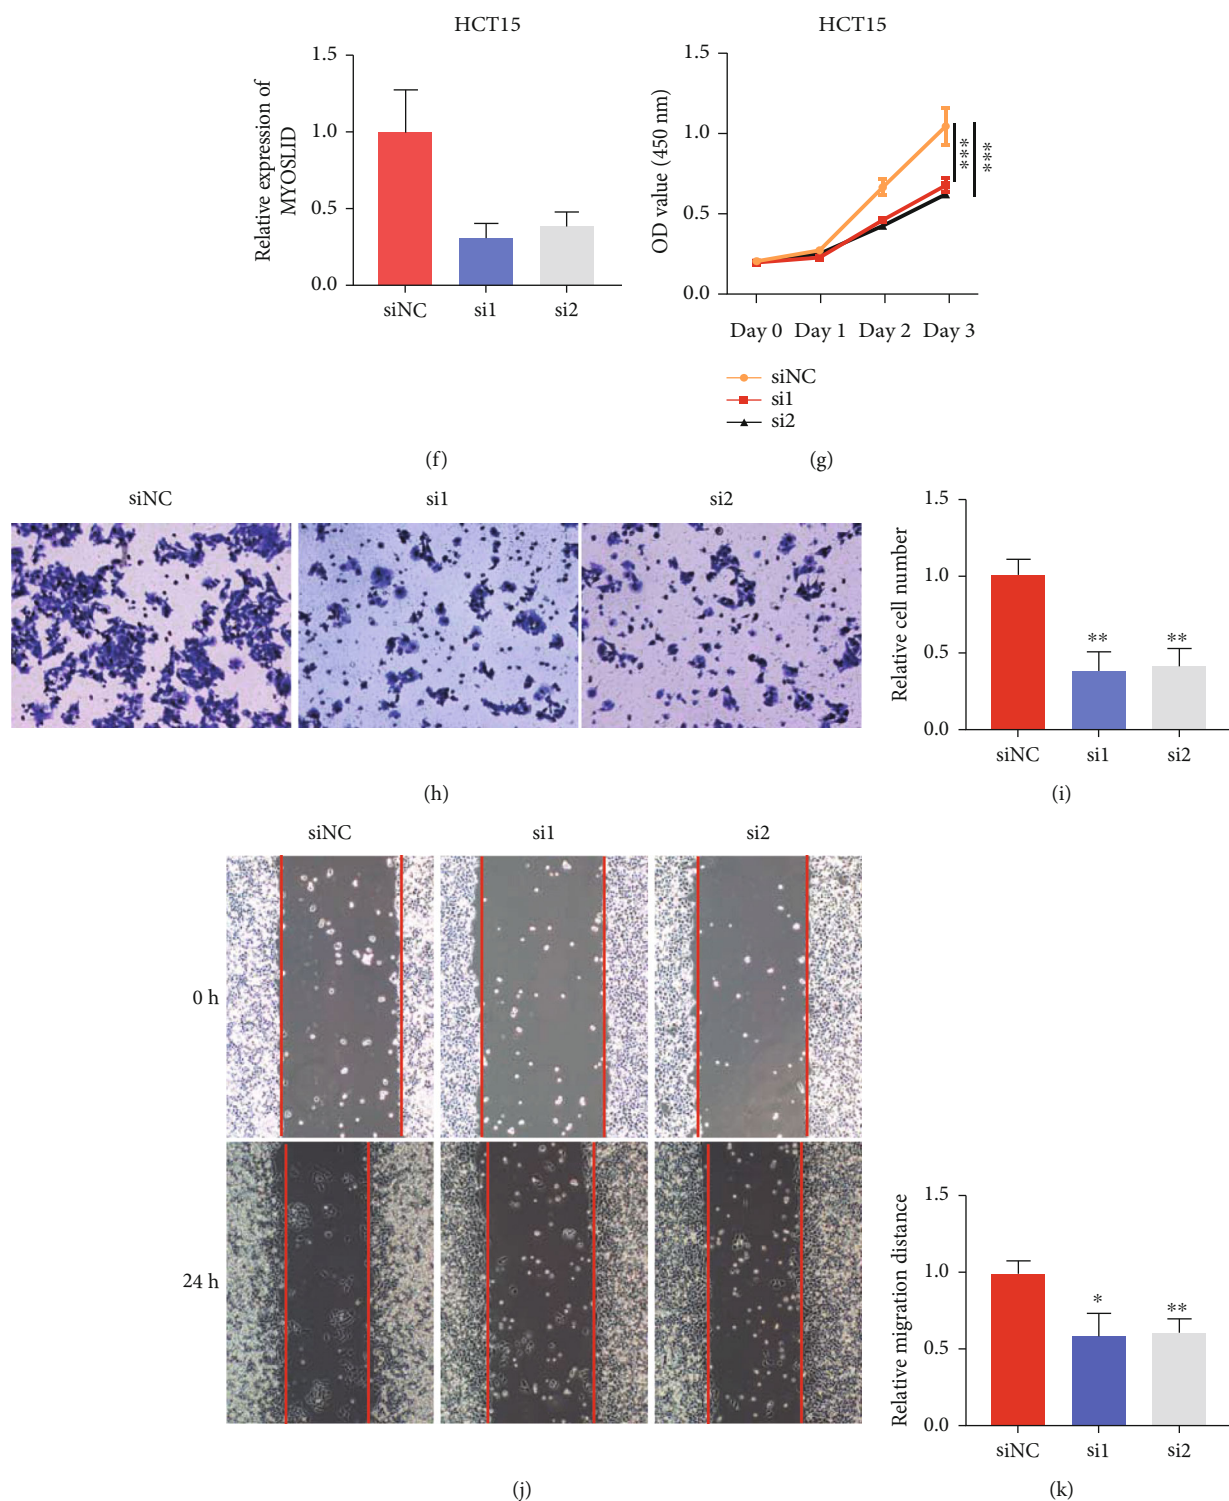 HCT15
Relative expression of
MYOSLID
1.5
1.0
0.5
0.0
siNC
si1
si2
(f)
HCT15
OD value (450 nm)
1.5
1.0
0.5
0.0
Day 0
Day 1
Day 2
Day 3
***
***
siNC
si1
si2
(g)
siNC
si1
si2
(h)
Relative cell number
1.5
1.0
0.5
0.0
**
**
siNC
si1
si2
(i)
siNC
si1
si2
0 h
24 h
(j)
Relative migration distance
1.5
1.0
0.5
0.0
*
**
siNC
si1
si2
(k)